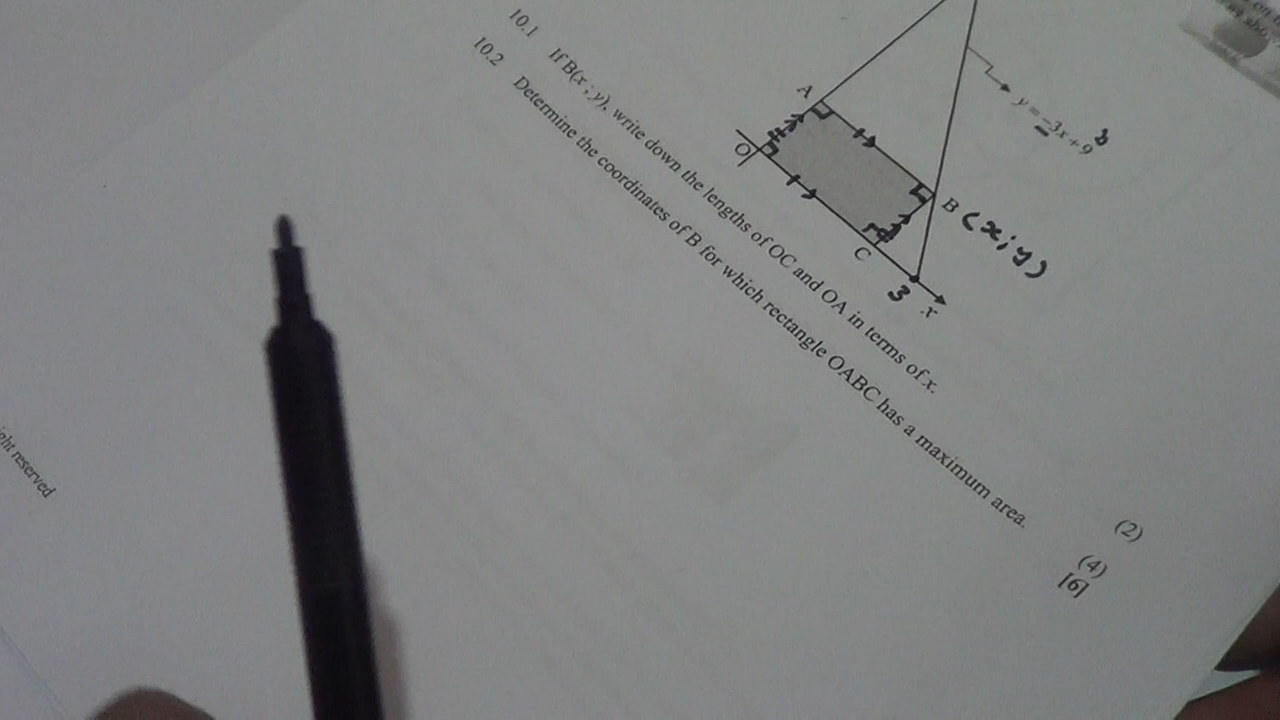 y = -3x + 9
3
A
O
B (x; y)
C
3
x
10.1 If B(x ; y), write down the lengths of OC and OA in terms of x. (2)
10.2 Determine the coordinates of B for which rectangle OABC has a maximum area. (4)
[6]
reserved